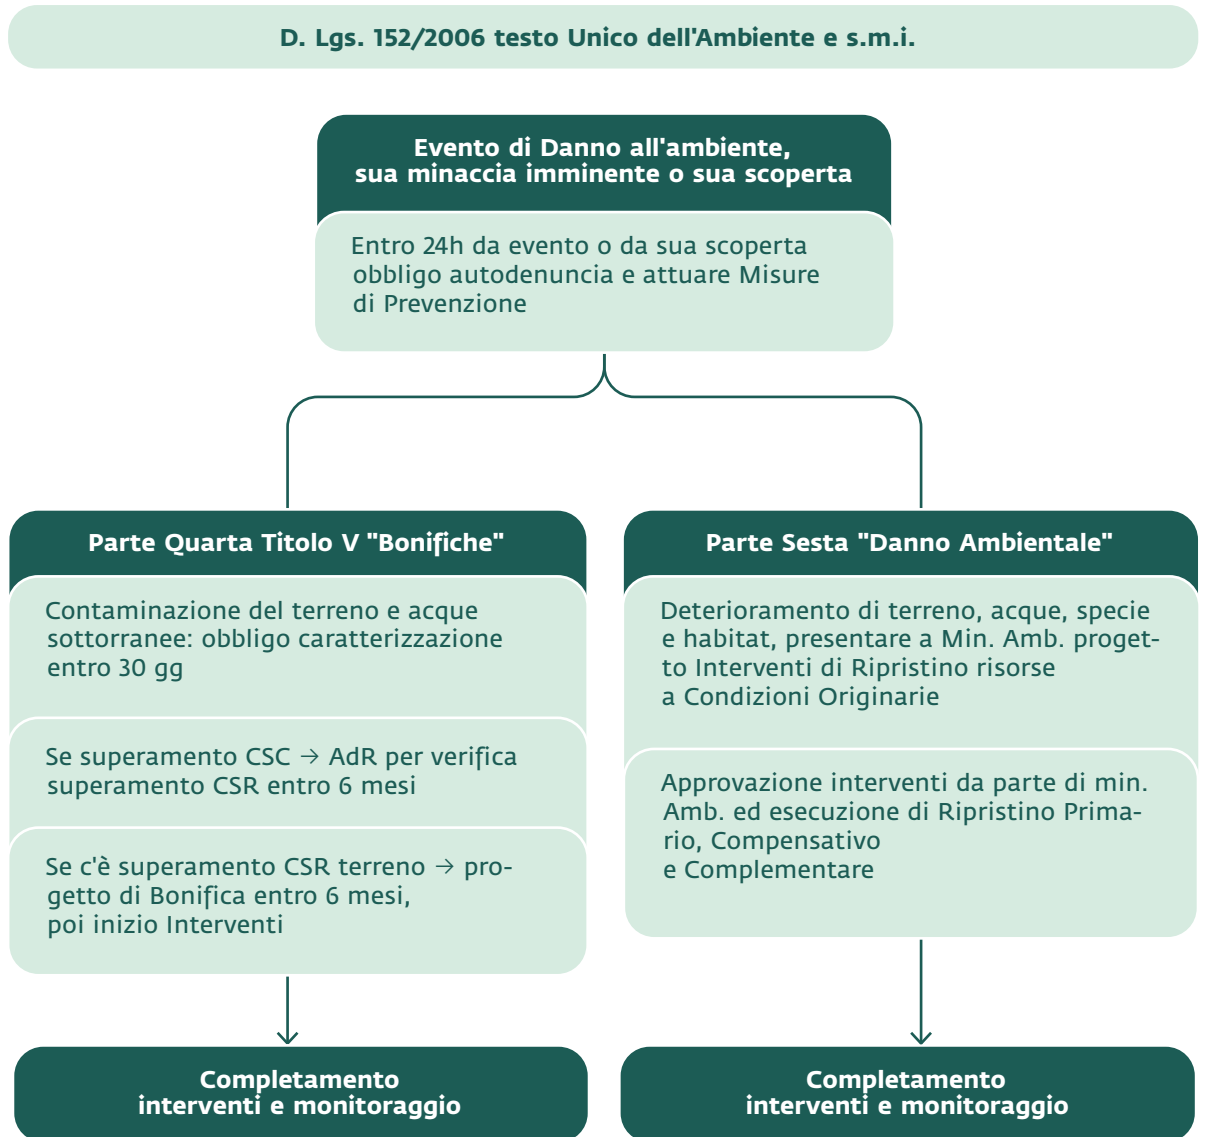 D. Lgs. 152/2006 testo Unico dell'Ambiente e s.m.i.
Evento di Danno all'ambiente,
sua minaccia imminente o sua scoperta
Entro 24h da evento o da sua scoperta
obbligo autodenuncia e attuare Misure
di Prevenzione
Parte Quarta Titolo V "Bonifiche"
Contaminazione del terreno e acque
sottorranee: obbligo caratterizzazione
entro 30 gg
Se superamento CSC → AdR per verifica
superamento CSR entro 6 mesi
Se c'è superamento CSR terreno → pro-
getto di Bonifica entro 6 mesi,
poi inizio Interventi
Completamento
interventi e monitoraggio
Parte Sesta "Danno Ambientale"
Deterioramento di terreno, acque, specie
e habitat, presentare a Min. Amb. proget-
to Interventi di Ripristino risorse
a Condizioni Originarie
Approvazione interventi da parte di min.
Amb. ed esecuzione di Ripristino Prima-
rio, Compensativo
e Complementare
Completamento
interventi e monitoraggio